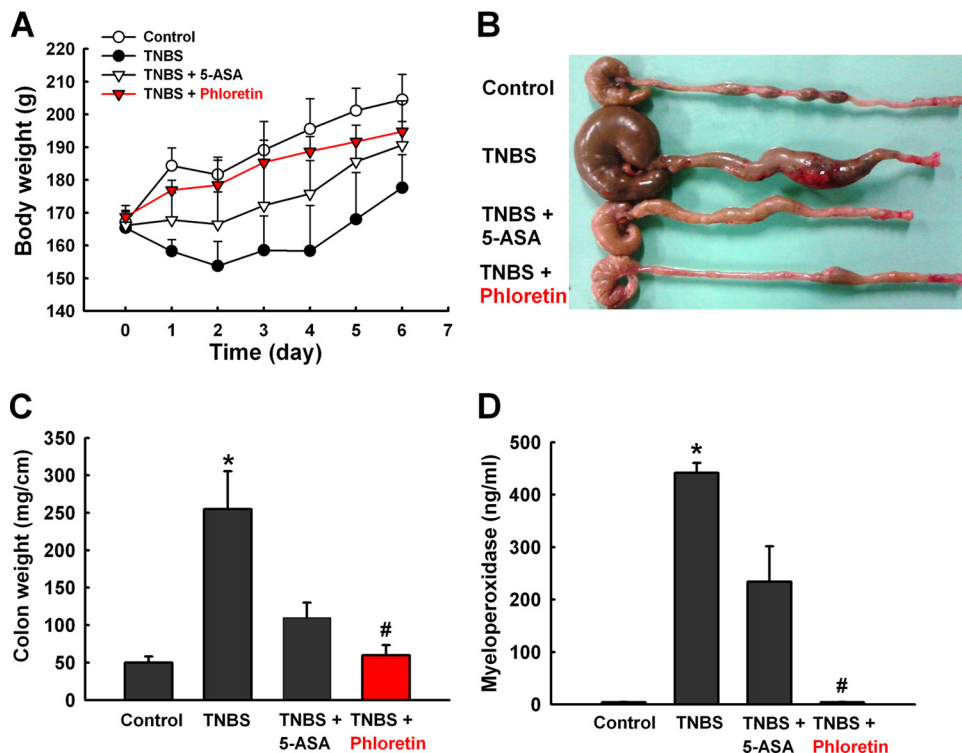 A
Control
TNBS
TNBS + 5-ASA
TNBS + Phloretin
Body weight (g)
220
210
200
190
180
170
160
150
140
0 1 2 3 4 5 6 7
Time (day)
B
Control
TNBS
TNBS +
5-ASA
TNBS +
Phloretin
C
Colon weight (mg/cm)
350
300
250
200
150
100
50
0
*
#
Control TNBS TNBS + TNBS +
5-ASA Phloretin
D
Myeloperoxidase (ng/ml)
500
400
300
200
100
0
*
#
Control TNBS TNBS + TNBS +
5-ASA Phloretin